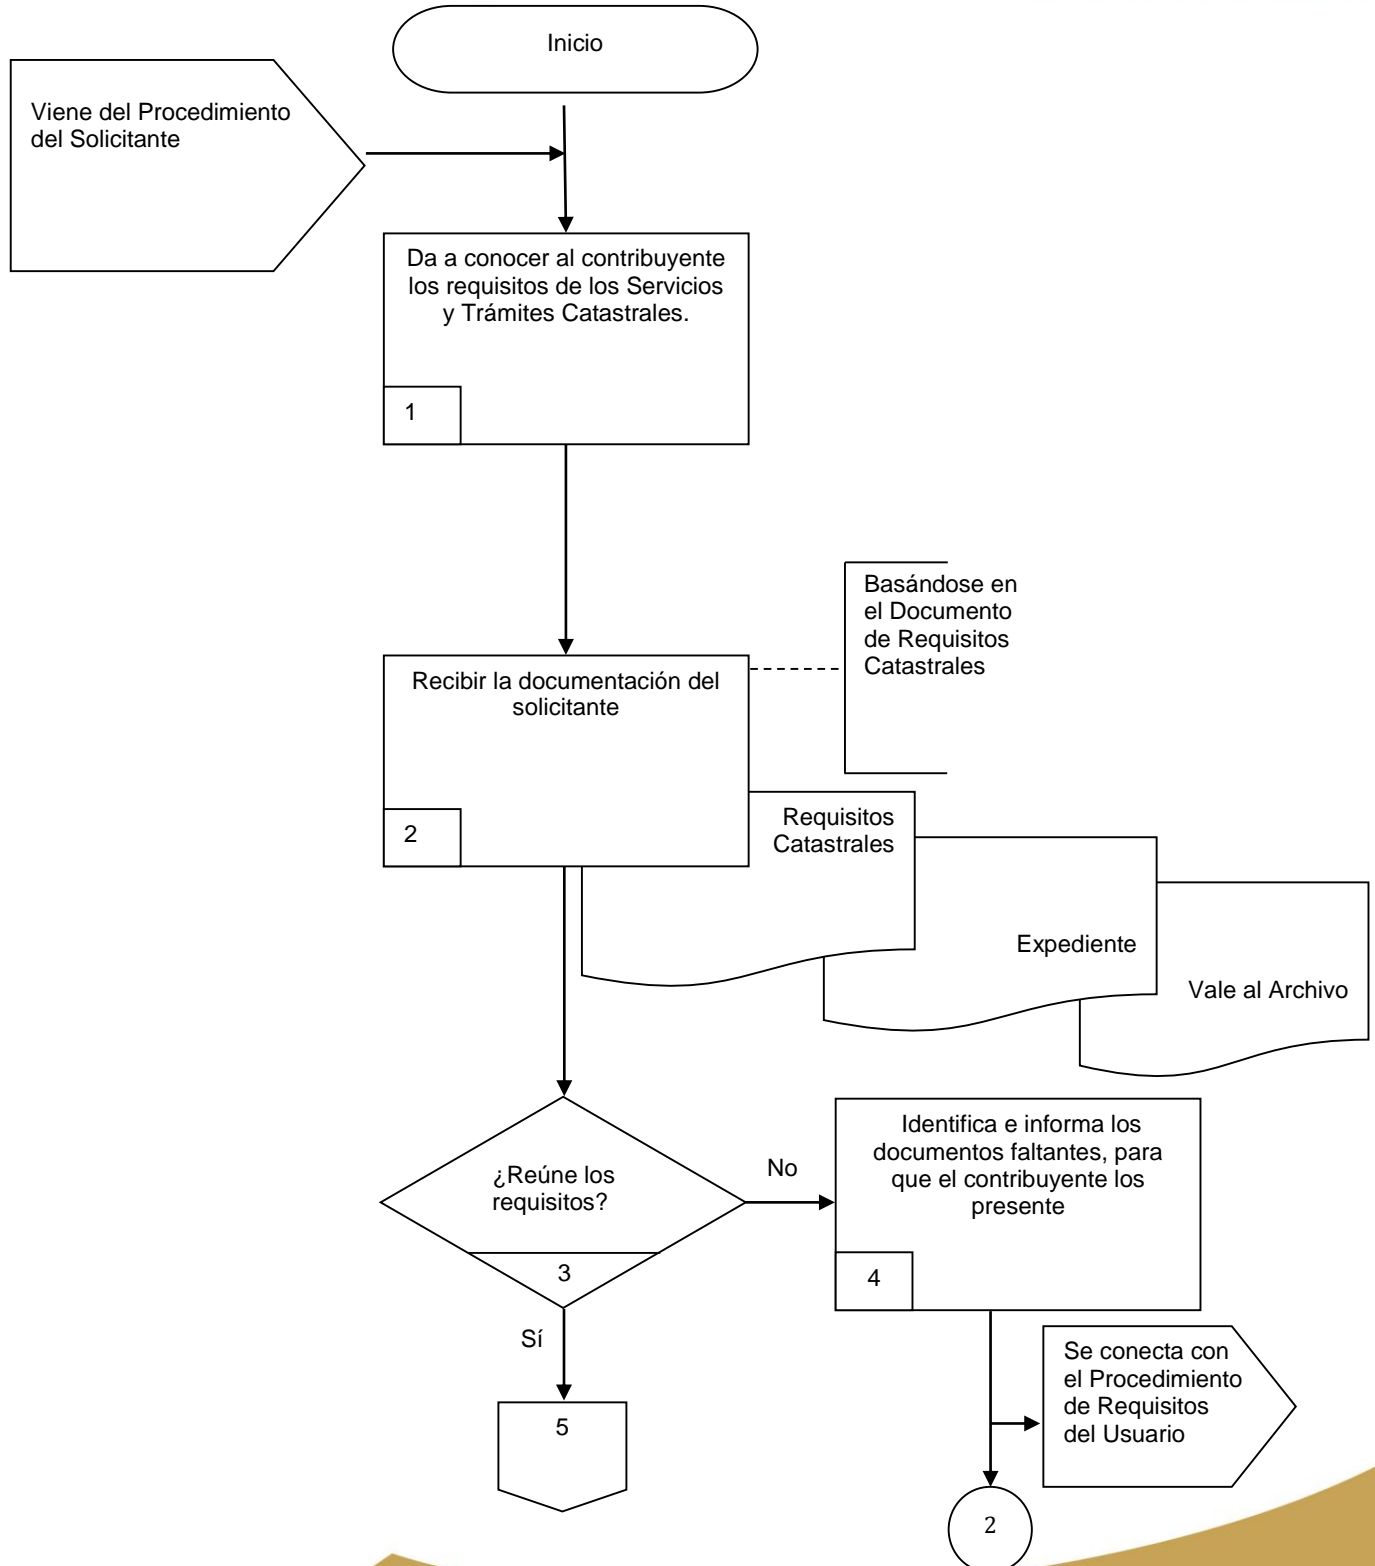 Inicio
Viene del Procedimiento
del Solicitante
Da a conocer al contribuyente
los requisitos de los Servicios
y Trámites Catastrales.
1
Basándose en
el Documento
de Requisitos
Catastrales
Recibir la documentación del
solicitante
2
Requisitos
Catastrales
Expediente
Vale al Archivo
¿Reúne los
requisitos?
3
No
Identifica e informa los
documentos faltantes, para
que el contribuyente los
presente
4
Sí
5
Se conecta con
el Procedimiento
de Requisitos
del Usuario
2